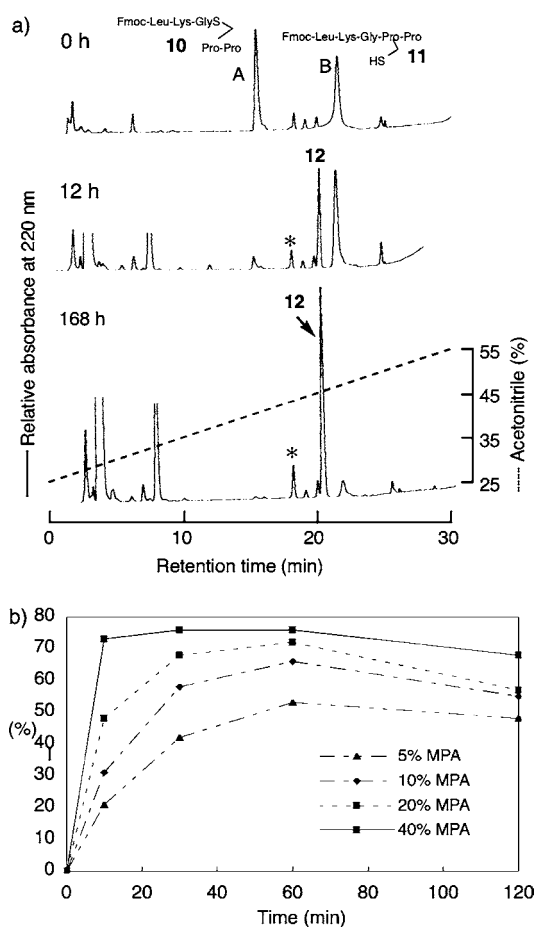 a)
0 h
10
Fmoc-Leu-Lys-GlyS
Pro-Pro
A
B
Fmoc-Leu-Lys-Gly-Pro-Pro
HS
11
12 h
*
12
168 h
*
12
Relative absorbance at 220 nm
55
45
35
25
Acetonitrile (%)
0
10
20
30
Retention time (min)
b)
80
70
60
50
(%)
40
30
20
10
0
5% MPA
10% MPA
20% MPA
40% MPA
0
20
40
60
80
100
120
Time (min)